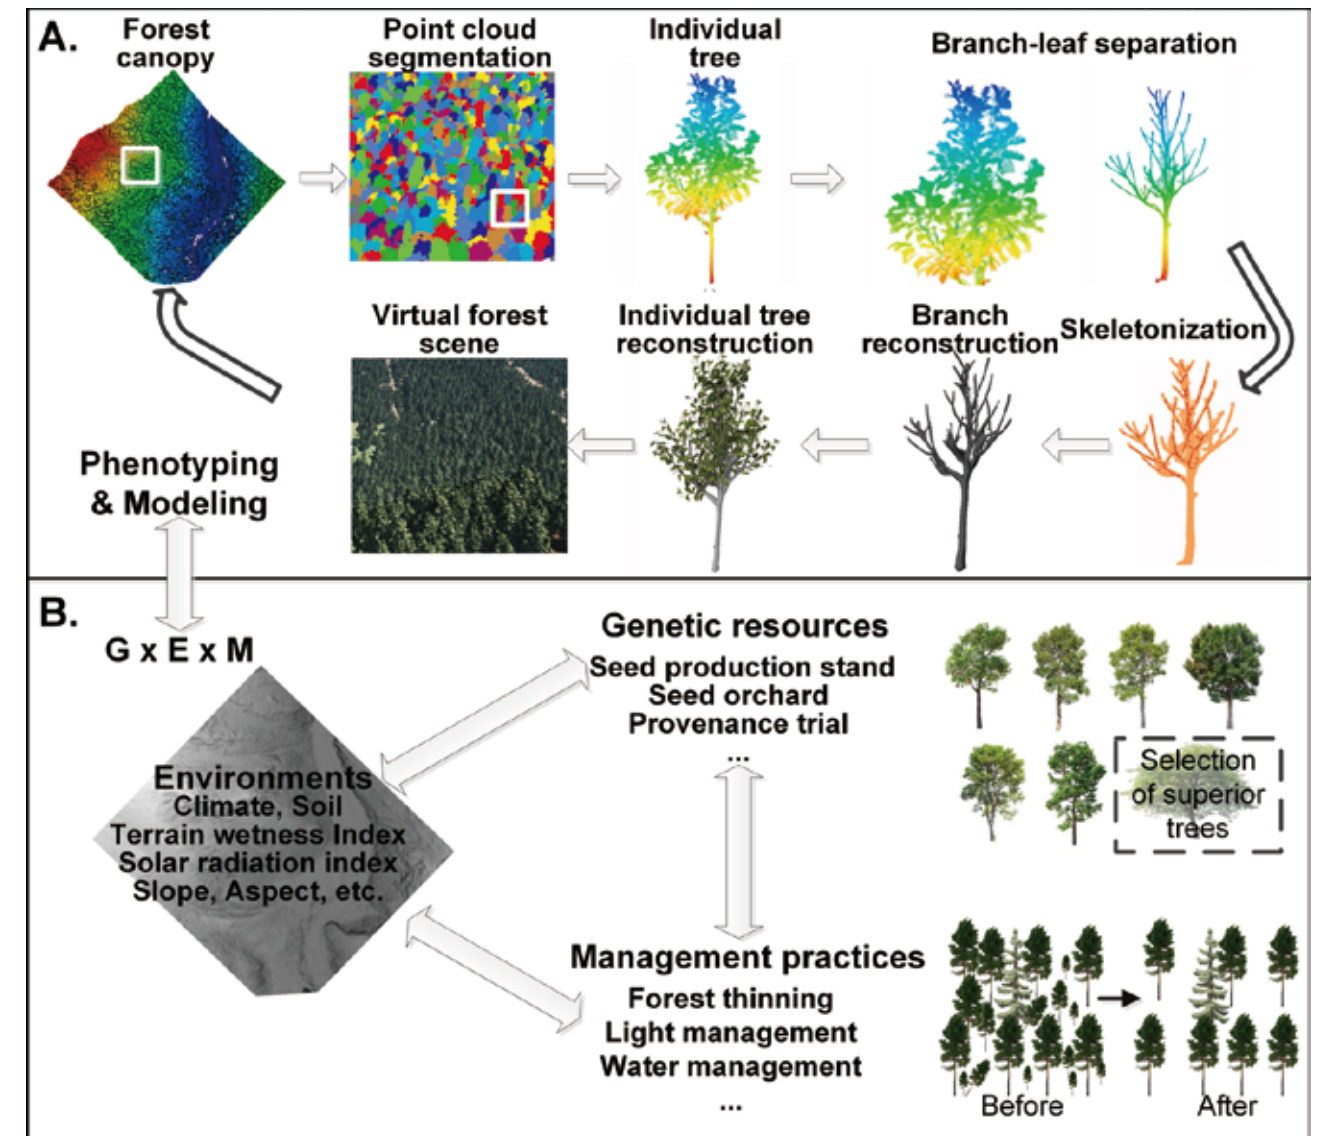 A.
Forest
canopy
Point cloud
segmentation
Individual
tree
Branch-leaf separation
Virtual forest
scene
Individual tree
reconstruction
Branch
reconstruction
Skeletonization
Phenotyping
& Modeling
B.
G x E x M
Environments
Climate, Soil
Terrain wetness Index
Solar radiation index
Slope, Aspect, etc.
Genetic resources
Seed production stand
Seed orchard
Provenance trial
...
Selection
of superior
trees
Management practices
Forest thinning
Light management
Water management
...
Before
After